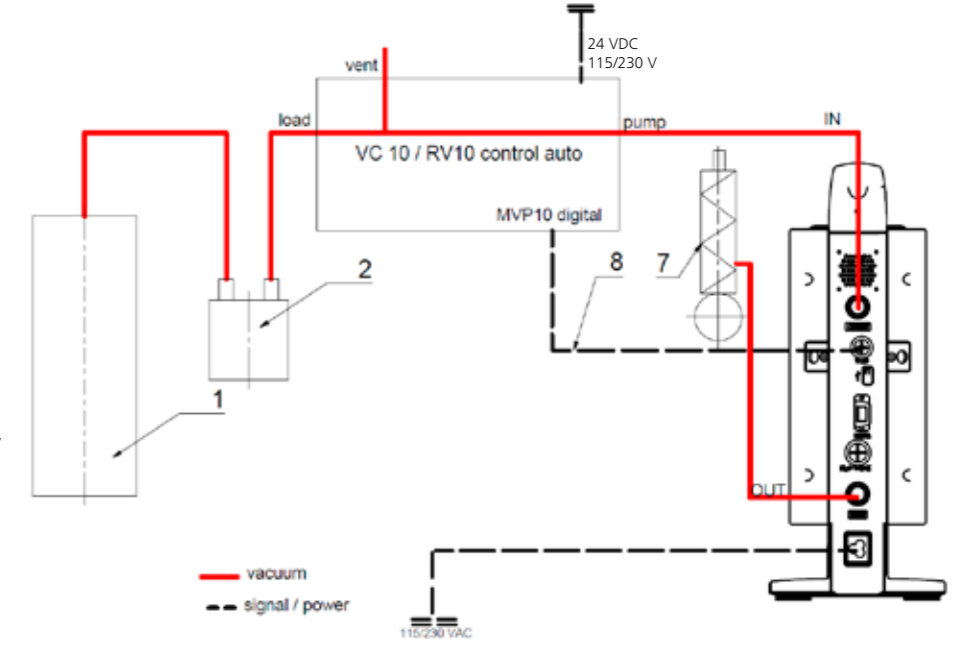 24 VDC
115/230 V
vent
load
pump
IN
VC 10 / RV10 control auto
MVP10 digital
8
7
2
1
OUT
vacuum
signal / power
115/230 VAC